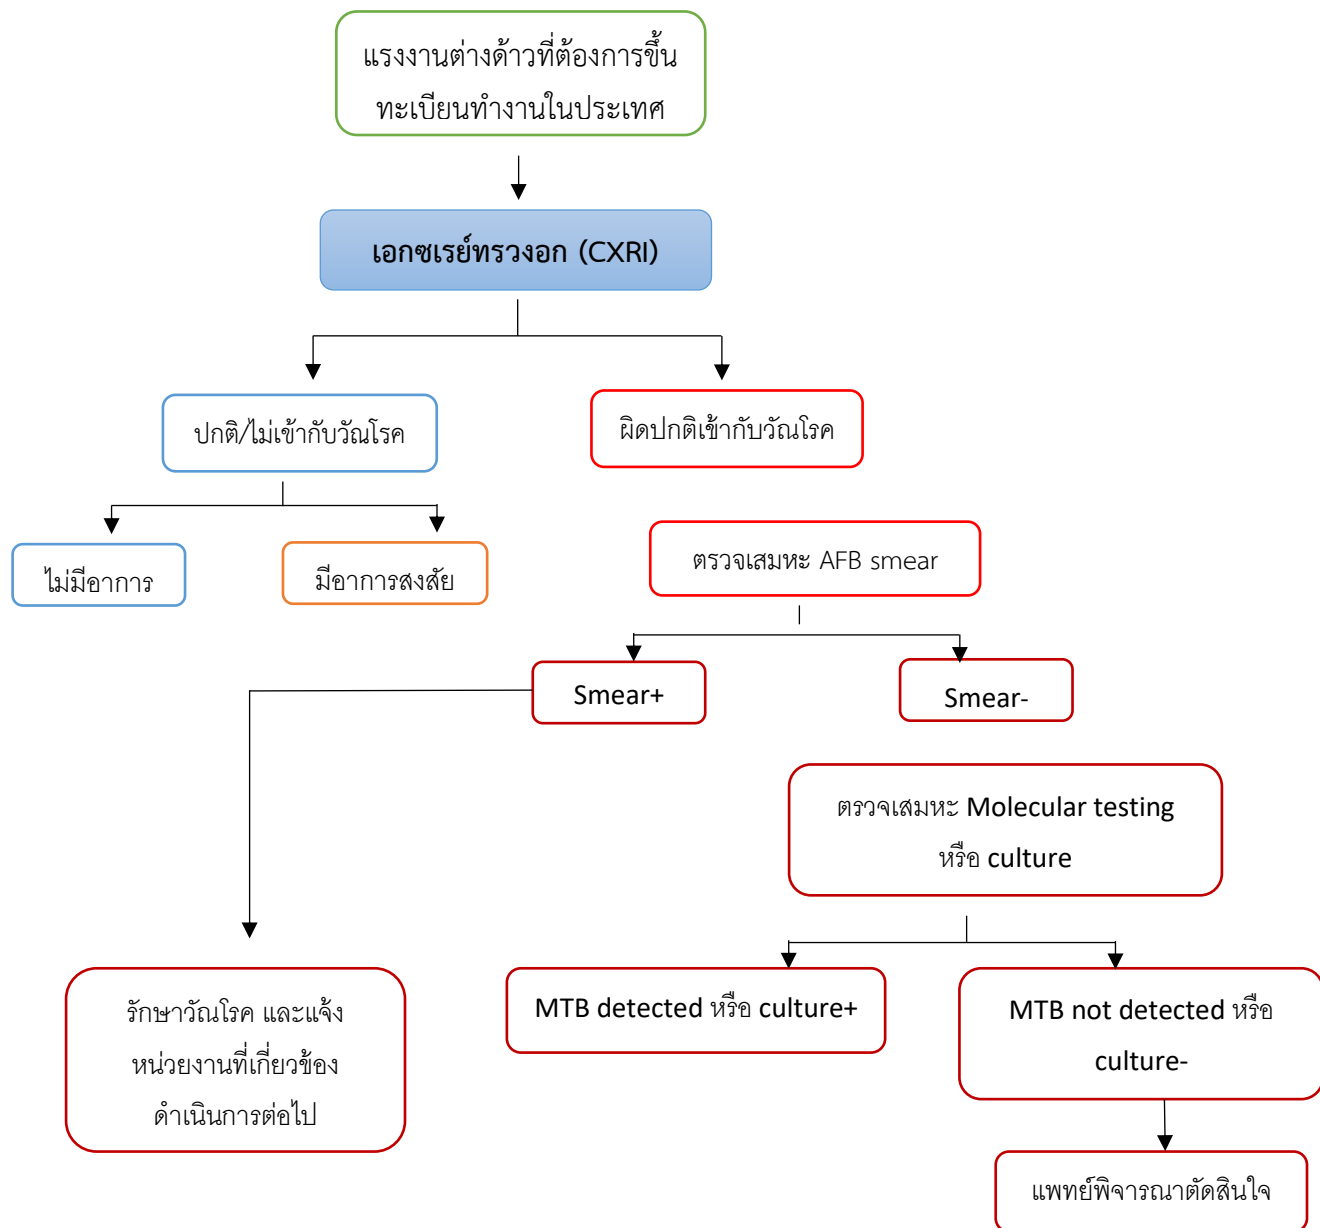 แรงงานต่างด้าวที่ต้องการขึ้น
ทะเบียนทำงานในประเทศ
เอกซเรย์ทรวงอก (CXRI)
ปกติ/ไม่เข้ากับวัณโรค
ผิดปกติเข้ากับวัณโรค
ไม่มีอาการ
มีอาการสงสัย
ตรวจเสมหะ AFB smear
Smear+
Smear-
ตรวจเสมหะ Molecular testing
หรือ culture
MTB detected หรือ culture+
MTB not detected หรือ
culture-
รักษาวัณโรค และแจ้ง
หน่วยงานที่เกี่ยวข้อง
ดำเนินการต่อไป
แพทย์พิจารณาตัดสินใจ